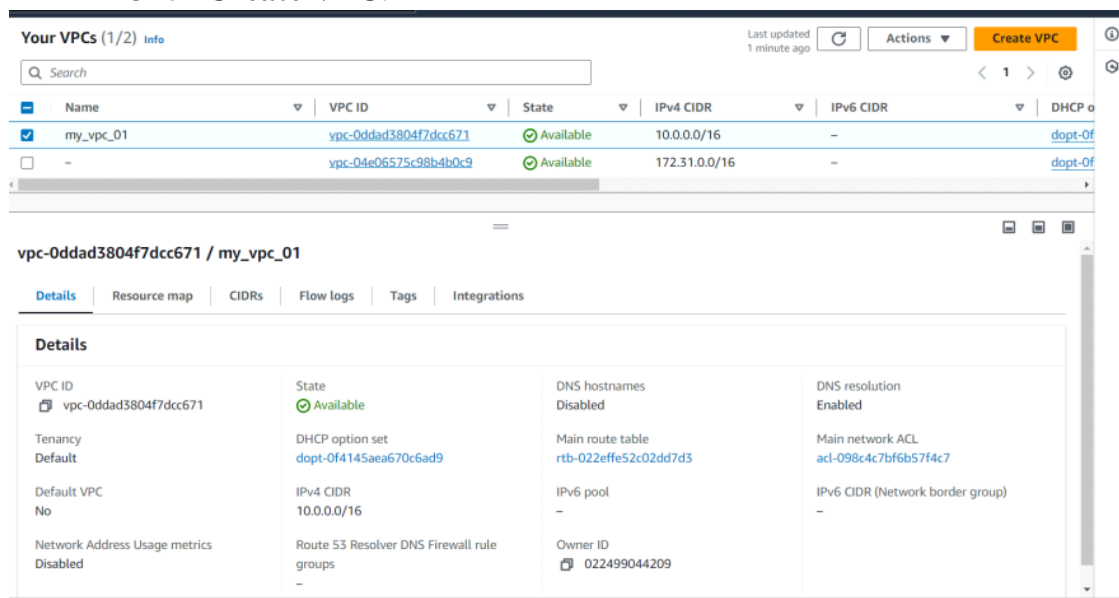 Your VPCs (1/2) Info
Last updated
1 minute ago
Actions
Create VPC
Search
1
Name VPC ID State IPv4 CIDR IPv6 CIDR DHCP o
my_vpc_01 vpc-0ddad3804f7dcc671 Available 10.0.0.0/16 – dopt-0f
– vpc-04e06575c98b4b0c9 Available 172.31.0.0/16 – dopt-0f
vpc-0ddad3804f7dcc671 / my_vpc_01
Details Resource map CIDRs Flow logs Tags Integrations
Details
VPC ID State DNS hostnames DNS resolution
vpc-0ddad3804f7dcc671 Available Disabled Enabled
Tenancy DHCP option set Main route table Main network ACL
Default dopt-0f4145aea670c6ad9 rtb-022effe52c02dd7d3 acl-098c4c7bf6b57f4c7
Default VPC IPv4 CIDR IPv6 pool IPv6 CIDR (Network border group)
No 10.0.0.0/16 – –
Network Address Usage metrics Route 53 Resolver DNS Firewall rule Owner ID
Disabled groups 022499044209
–